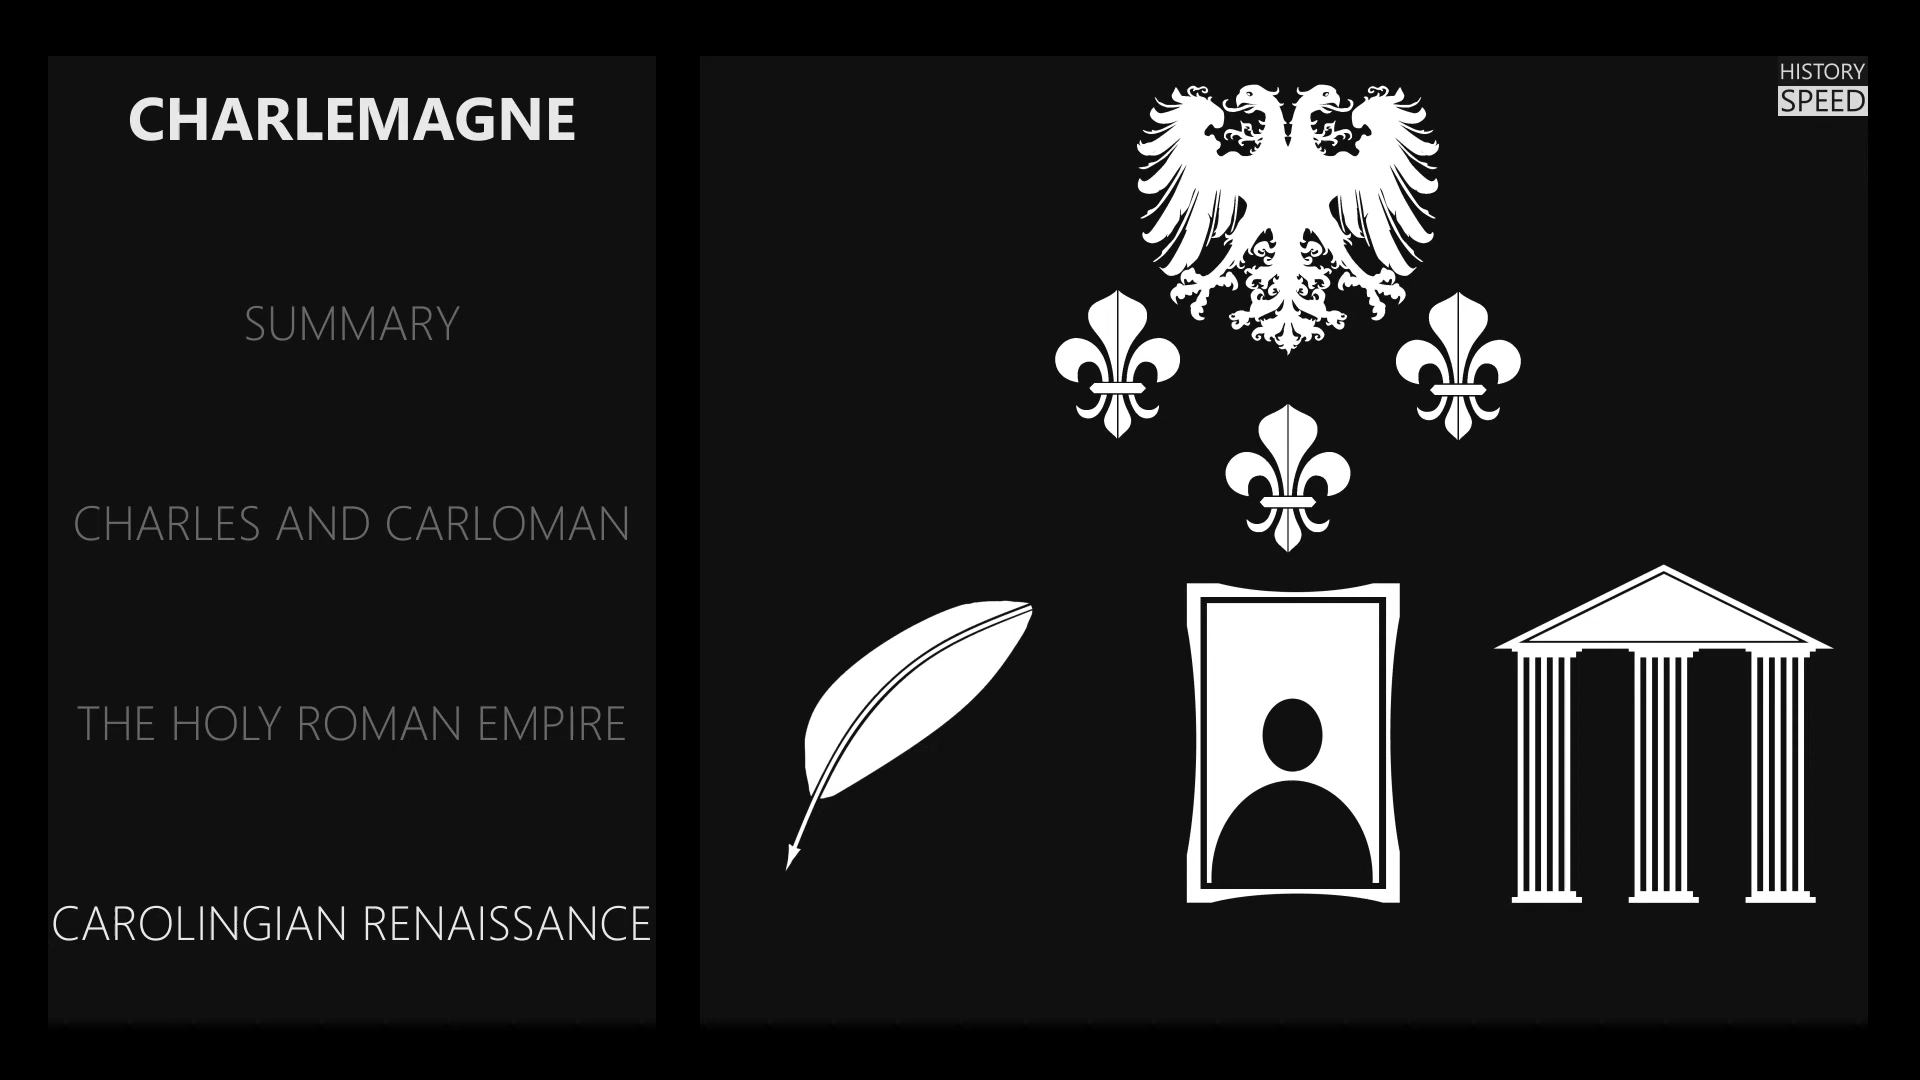 CHARLEMAGNE
SUMMARY
CHARLES AND CARLOMAN
THE HOLY ROMAN EMPIRE
CAROLINGIAN RENAISSANCE
HISTORY
SPEED